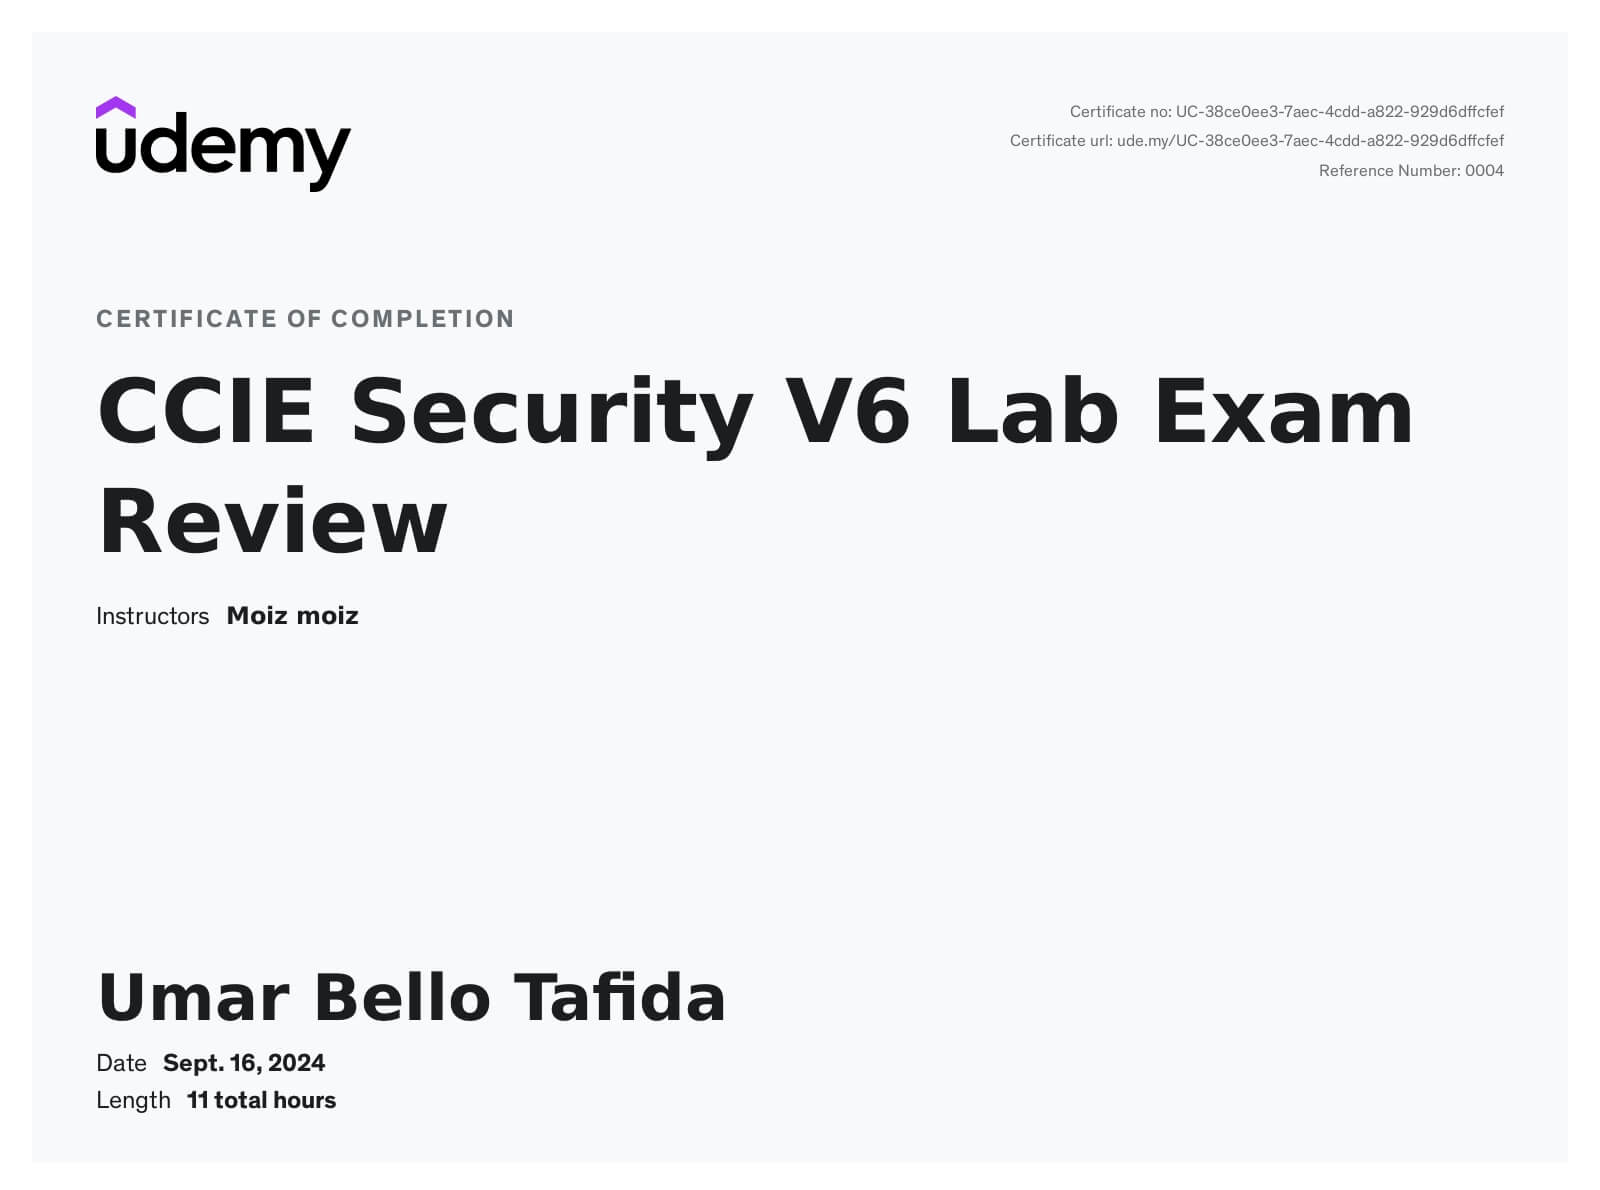 udemy
Certificate no: UC-38ce0ee3-7aec-4cdd-a822-929d6dffcfef
Certificate url: ude.my/UC-38ce0ee3-7aec-4cdd-a822-929d6dffcfef
Reference Number: 0004
CERTIFICATE OF COMPLETION
CCIE Security V6 Lab Exam
Review
Instructors Moiz moiz
Umar Bello Tafida
Date Sept. 16, 2024
Length 11 total hours